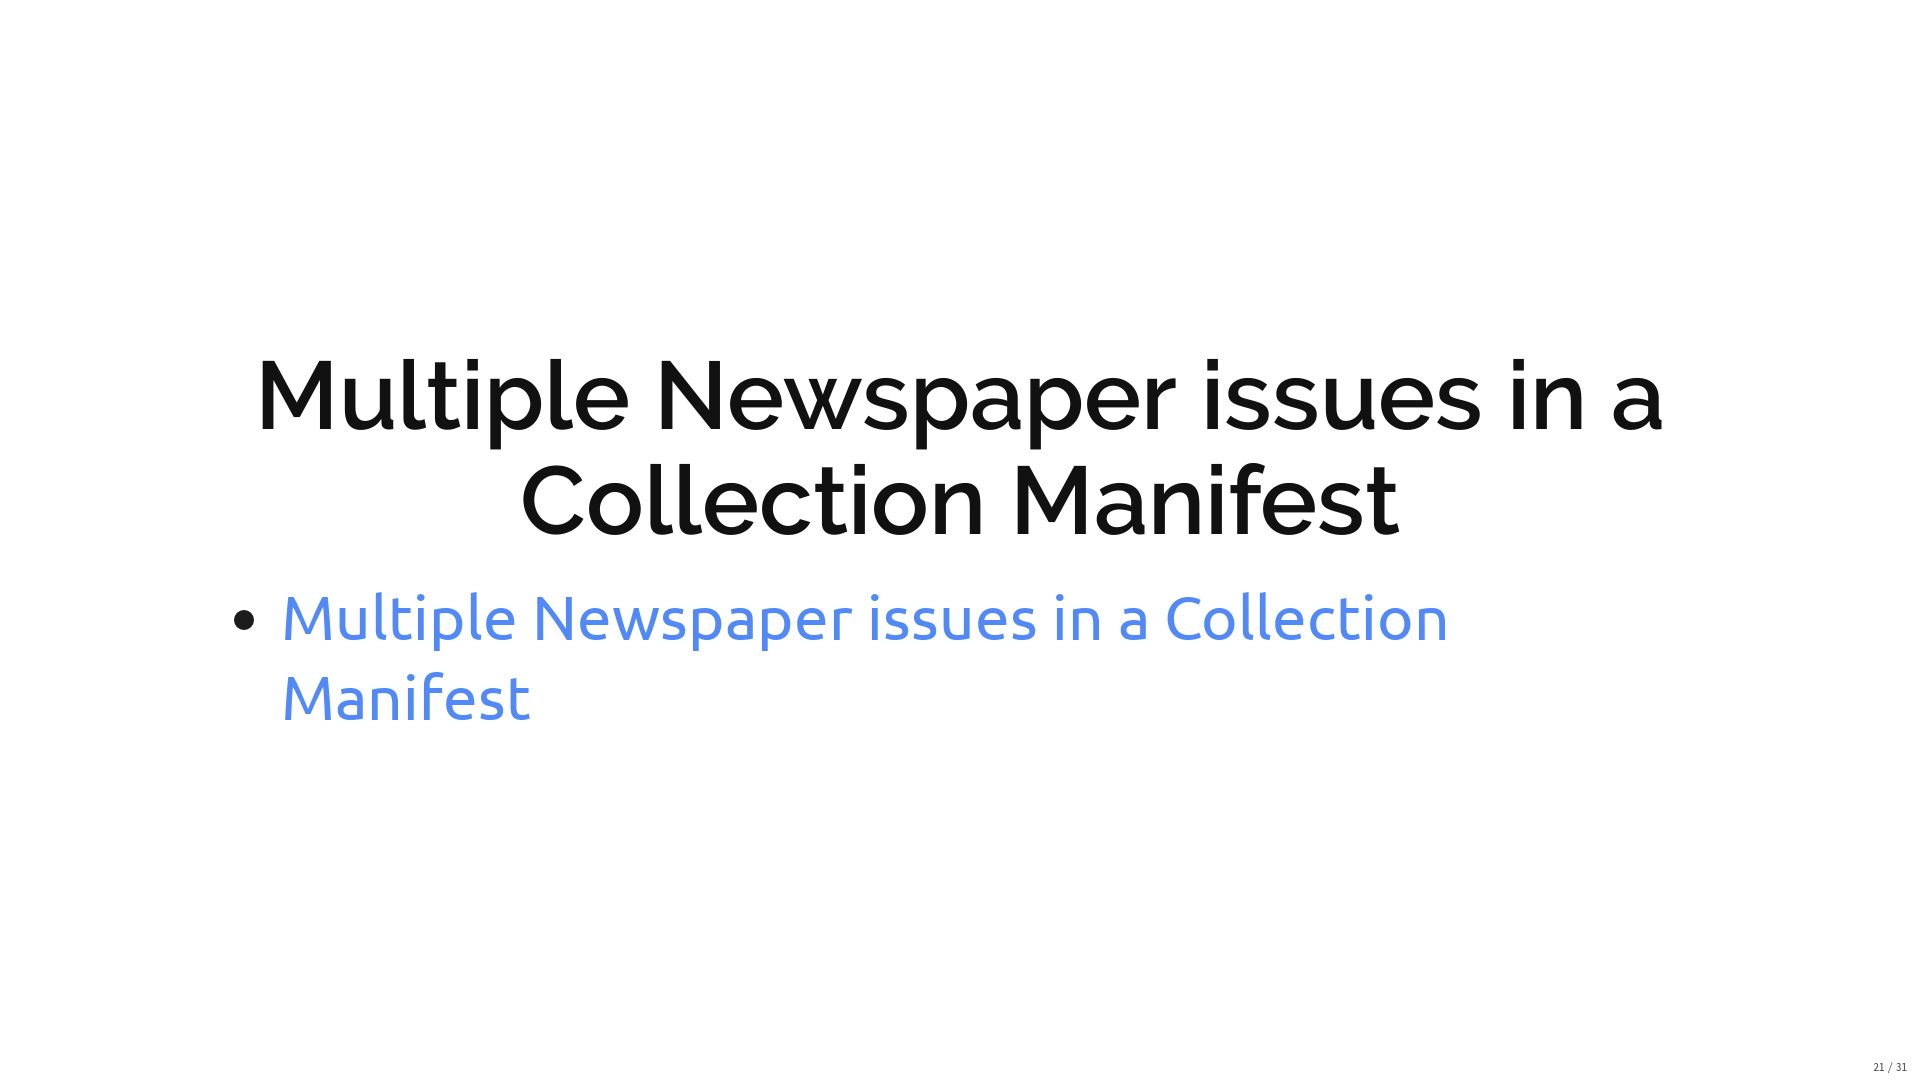 Multiple Newspaper issues in a
Collection Manifest
• Multiple Newspaper issues in a Collection
Manifest
21 / 31